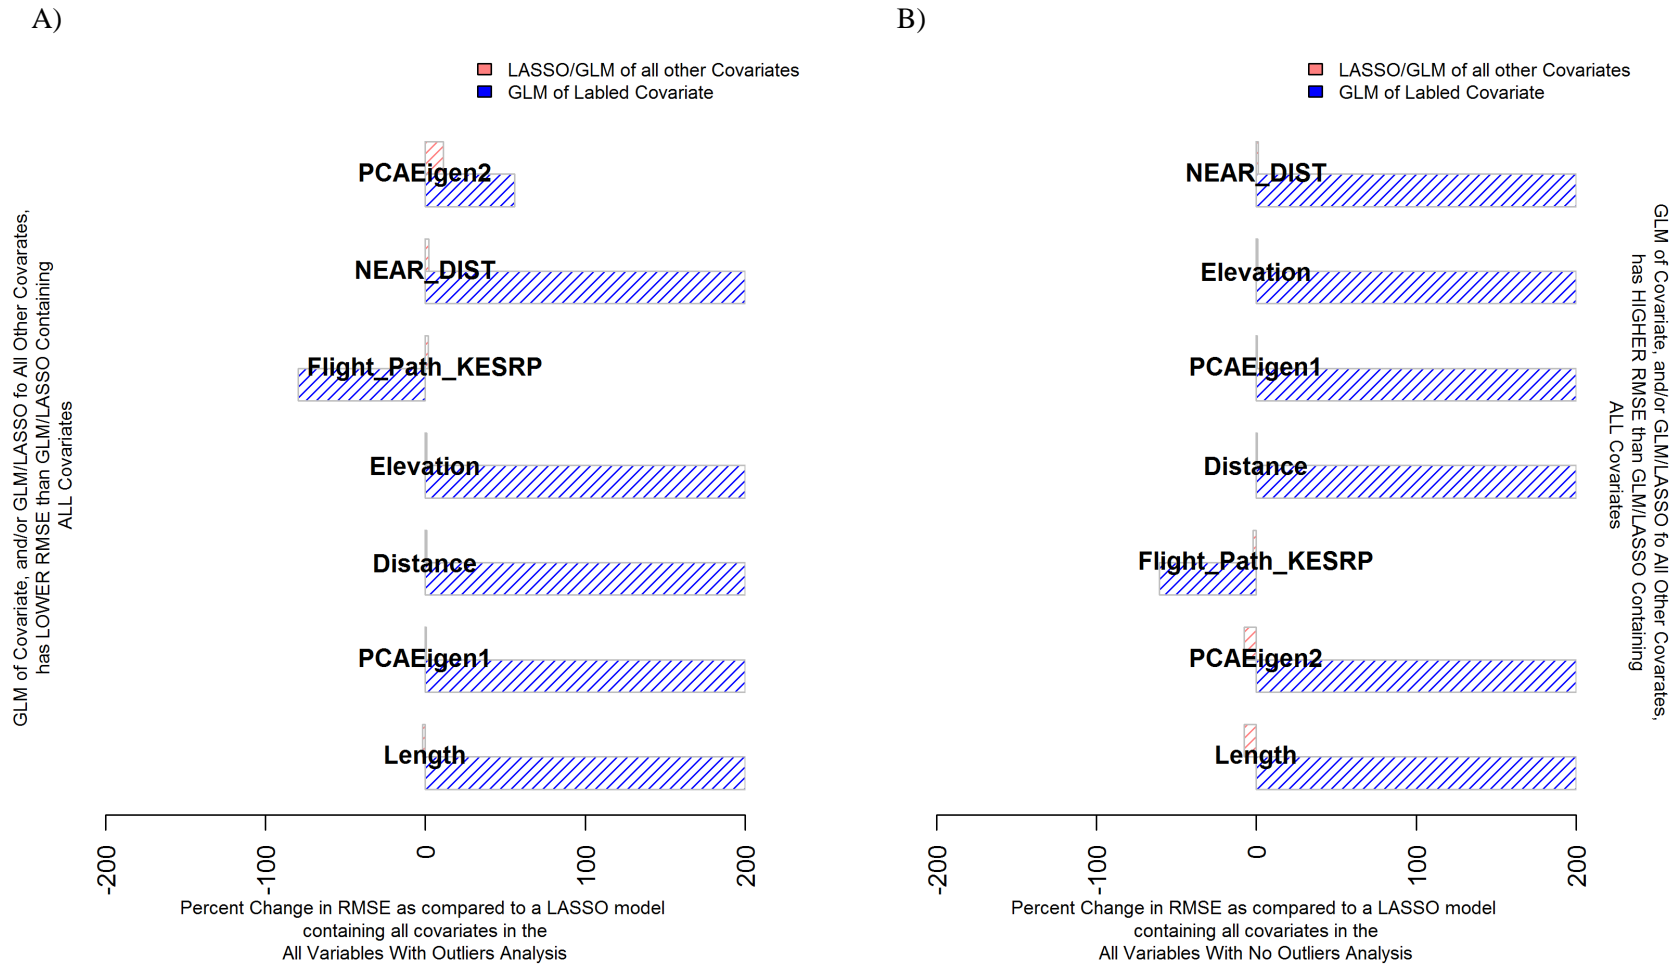 A)
LASSO/GLM of all other Covariates
GLM of Labled Covariate
GLM of Covariate, and/or GLM/LASSO fo All Other Covarates,
has LOWER RMSE than GLM/LASSO Containing
ALL Covariates
PCAEigen2
NEAR_DIST
Flight_Path_KESRP
Elevation
Distance
PCAEigen1
Length
-200
-100
0
100
200
Percent Change in RMSE as compared to a LASSO model
containing all covariates in the
All Variables With Outliers Analysis
B)
LASSO/GLM of all other Covariates
GLM of Labled Covariate
NEAR_DIST
Elevation
PCAEigen1
Distance
Flight_Path_KESRP
PCAEigen2
Length
GLM of Covariate, and/or GLM/LASSO fo All Other Covarates,
has HIGHER RMSE than GLM/LASSO Containing
ALL Covariates
-200
-100
0
100
200
Percent Change in RMSE as compared to a LASSO model
containing all covariates in the
All Variables With No Outliers Analysis